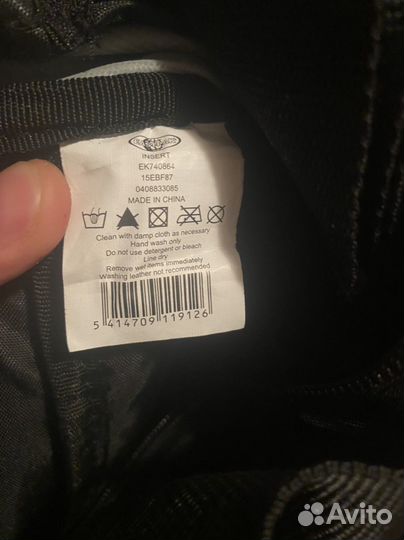 INSERT
EK740864
15EBF87
0408833085
MADE IN CHINA
Clean with damp cloth as necessary
Hand wash only
Do not use detergent or bleach
Line dry
Remove wet items immediately
Washing leather not recommended
5 414709 119126
Avito